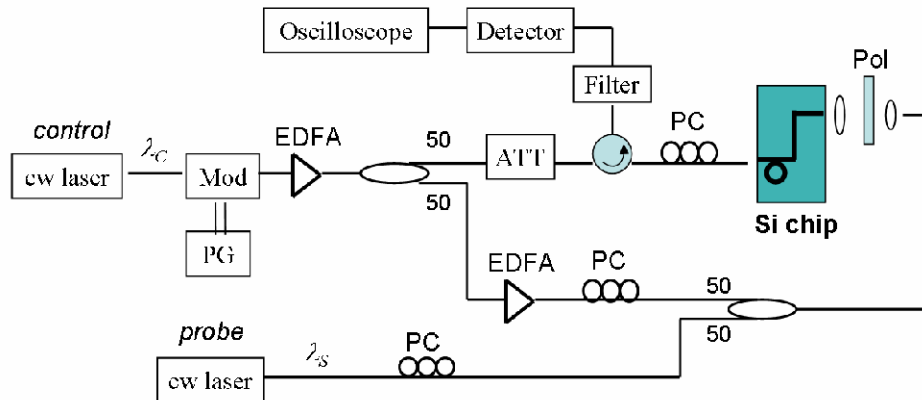 Oscilloscope
Detector
Filter
Pol
control
λC
EDFA
50
ATT
PC
cw laser
Mod
50
PG
Si chip
EDFA
PC
50
probe
λS
PC
50
cw laser